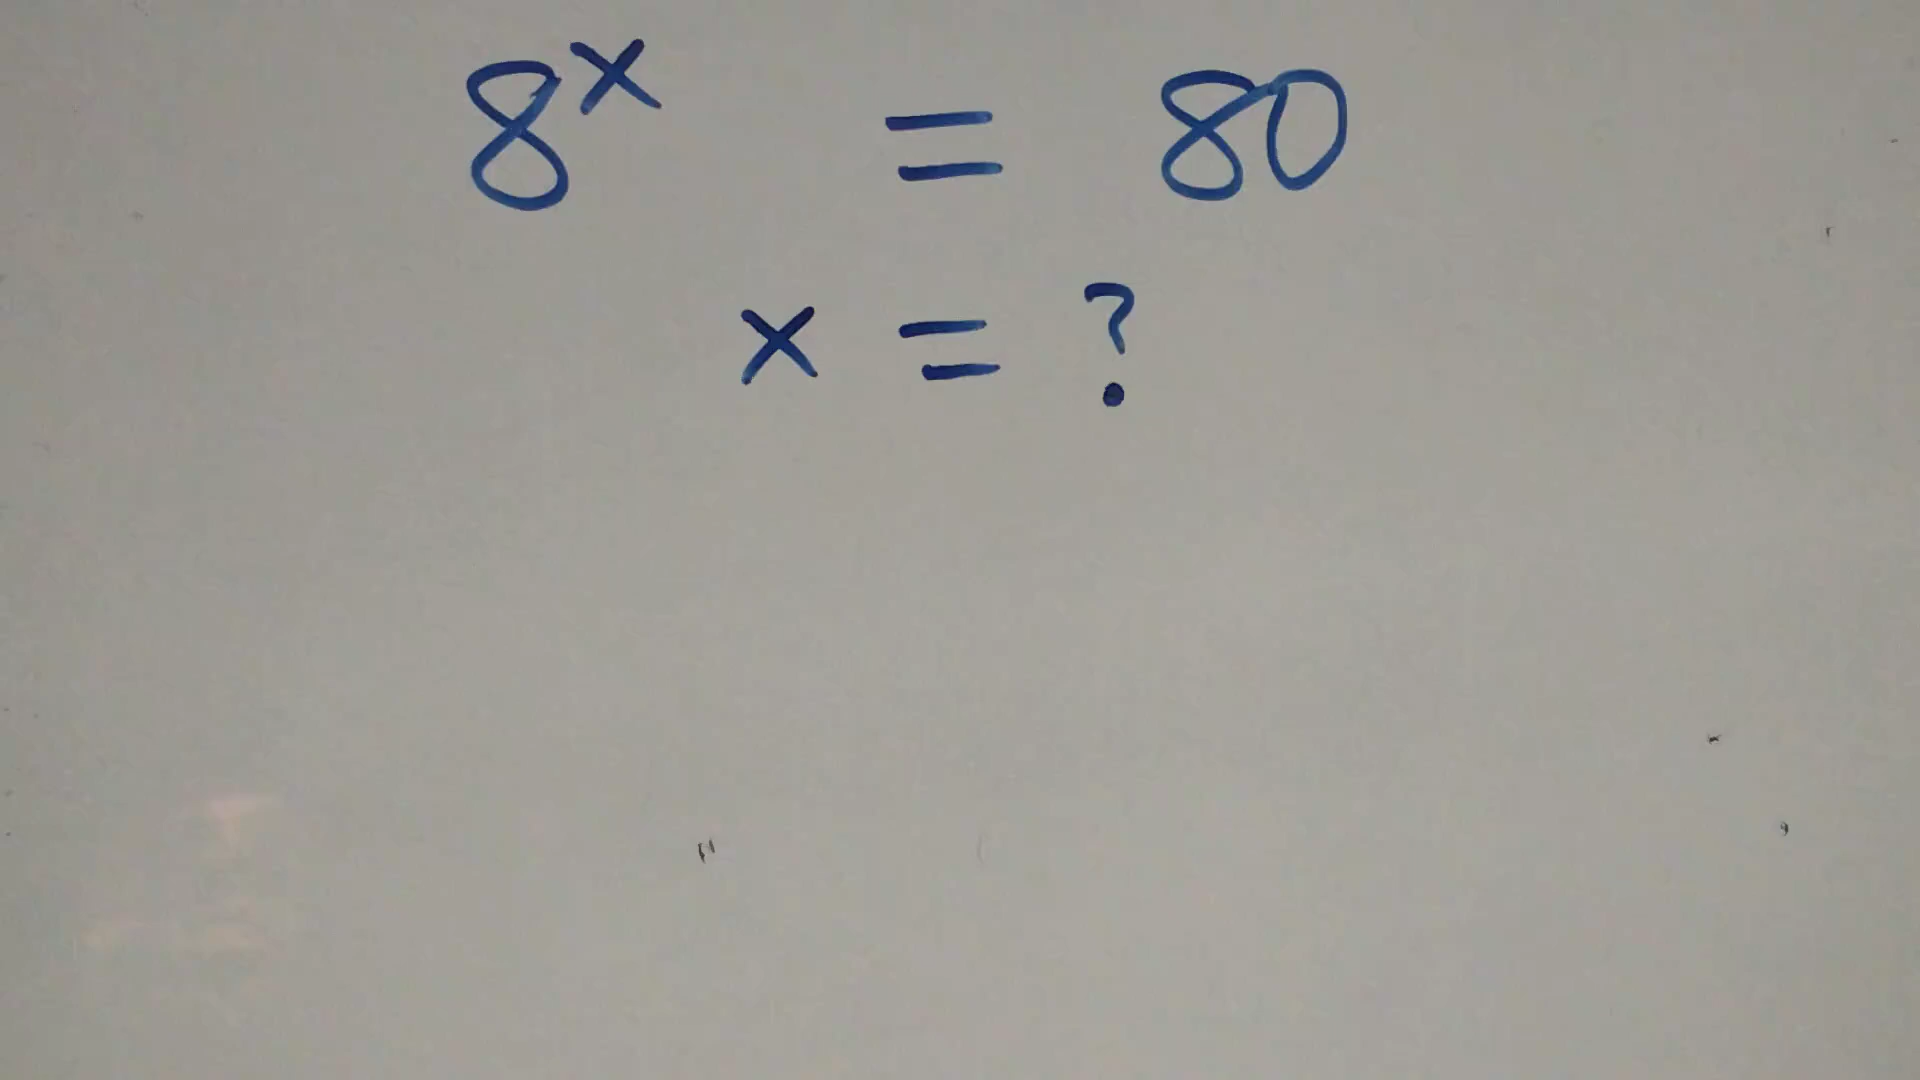 8^x = 80
x = ?